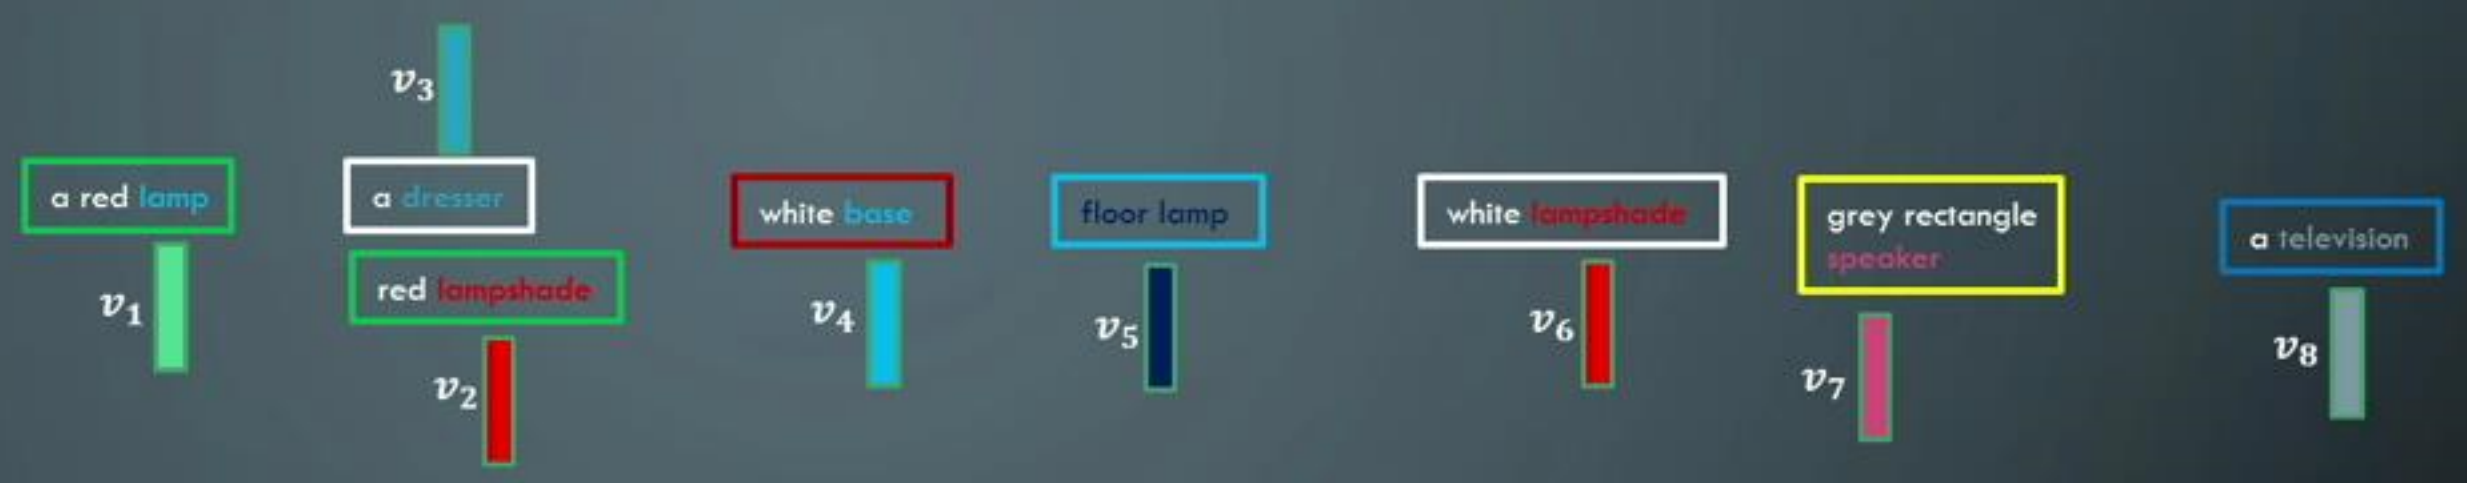 v3
a red lamp
a dresser
white base
floor lamp
white lampshade
grey rectangle
speaker
a television
red lampshade
v1
v2
v4
v5
v6
v7
v8